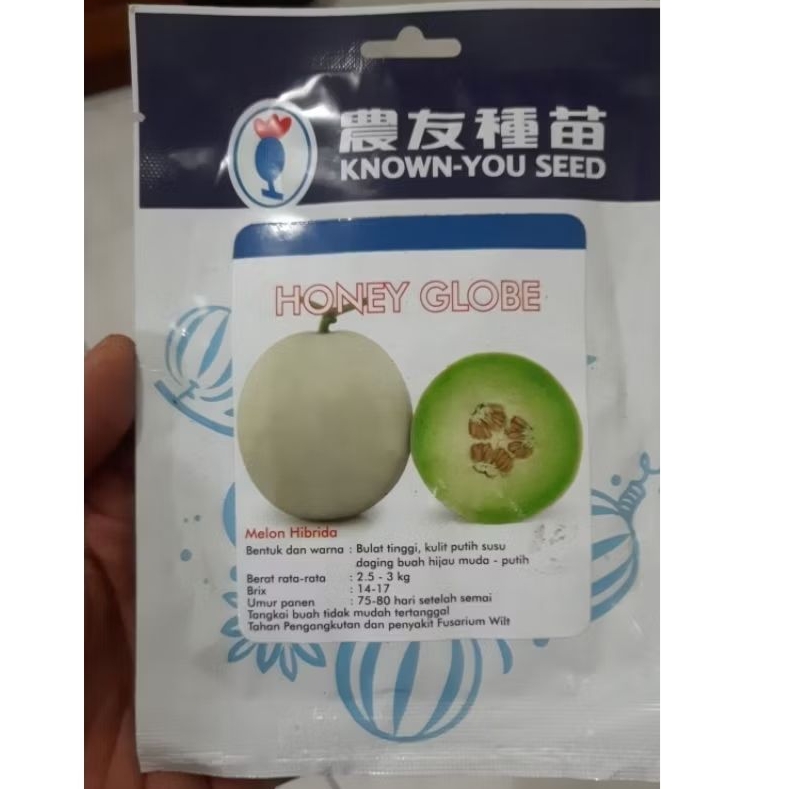 農友種苗
KNOWN-YOU SEED
HONEY GLOBE
Melon Hibrida
Bentuk dan warna : Bulat tinggi, kulit putih susu
daging buah hijau muda - putih
Berat rata-rata : 2.5 - 3 kg
Brix : 14-17
Umur panen : 75-80 hari setelah semai
Tangkai buah tidak mudah tertanggal
Tahan Pengangkutan dan penyakit Fusarium Wilt